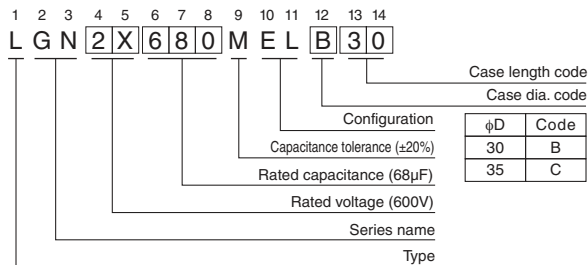 1 2 3 4 5 6 7 8 9 10 11 12 13 14
L G N 2 X 6 8 0 M E L B 3 0
Case length code
Case dia. code
Configuration
Capacitance tolerance (±20%)
Rated capacitance (68µF)
Rated voltage (600V)
Series name
Type
ϕD Code
30 B
35 C